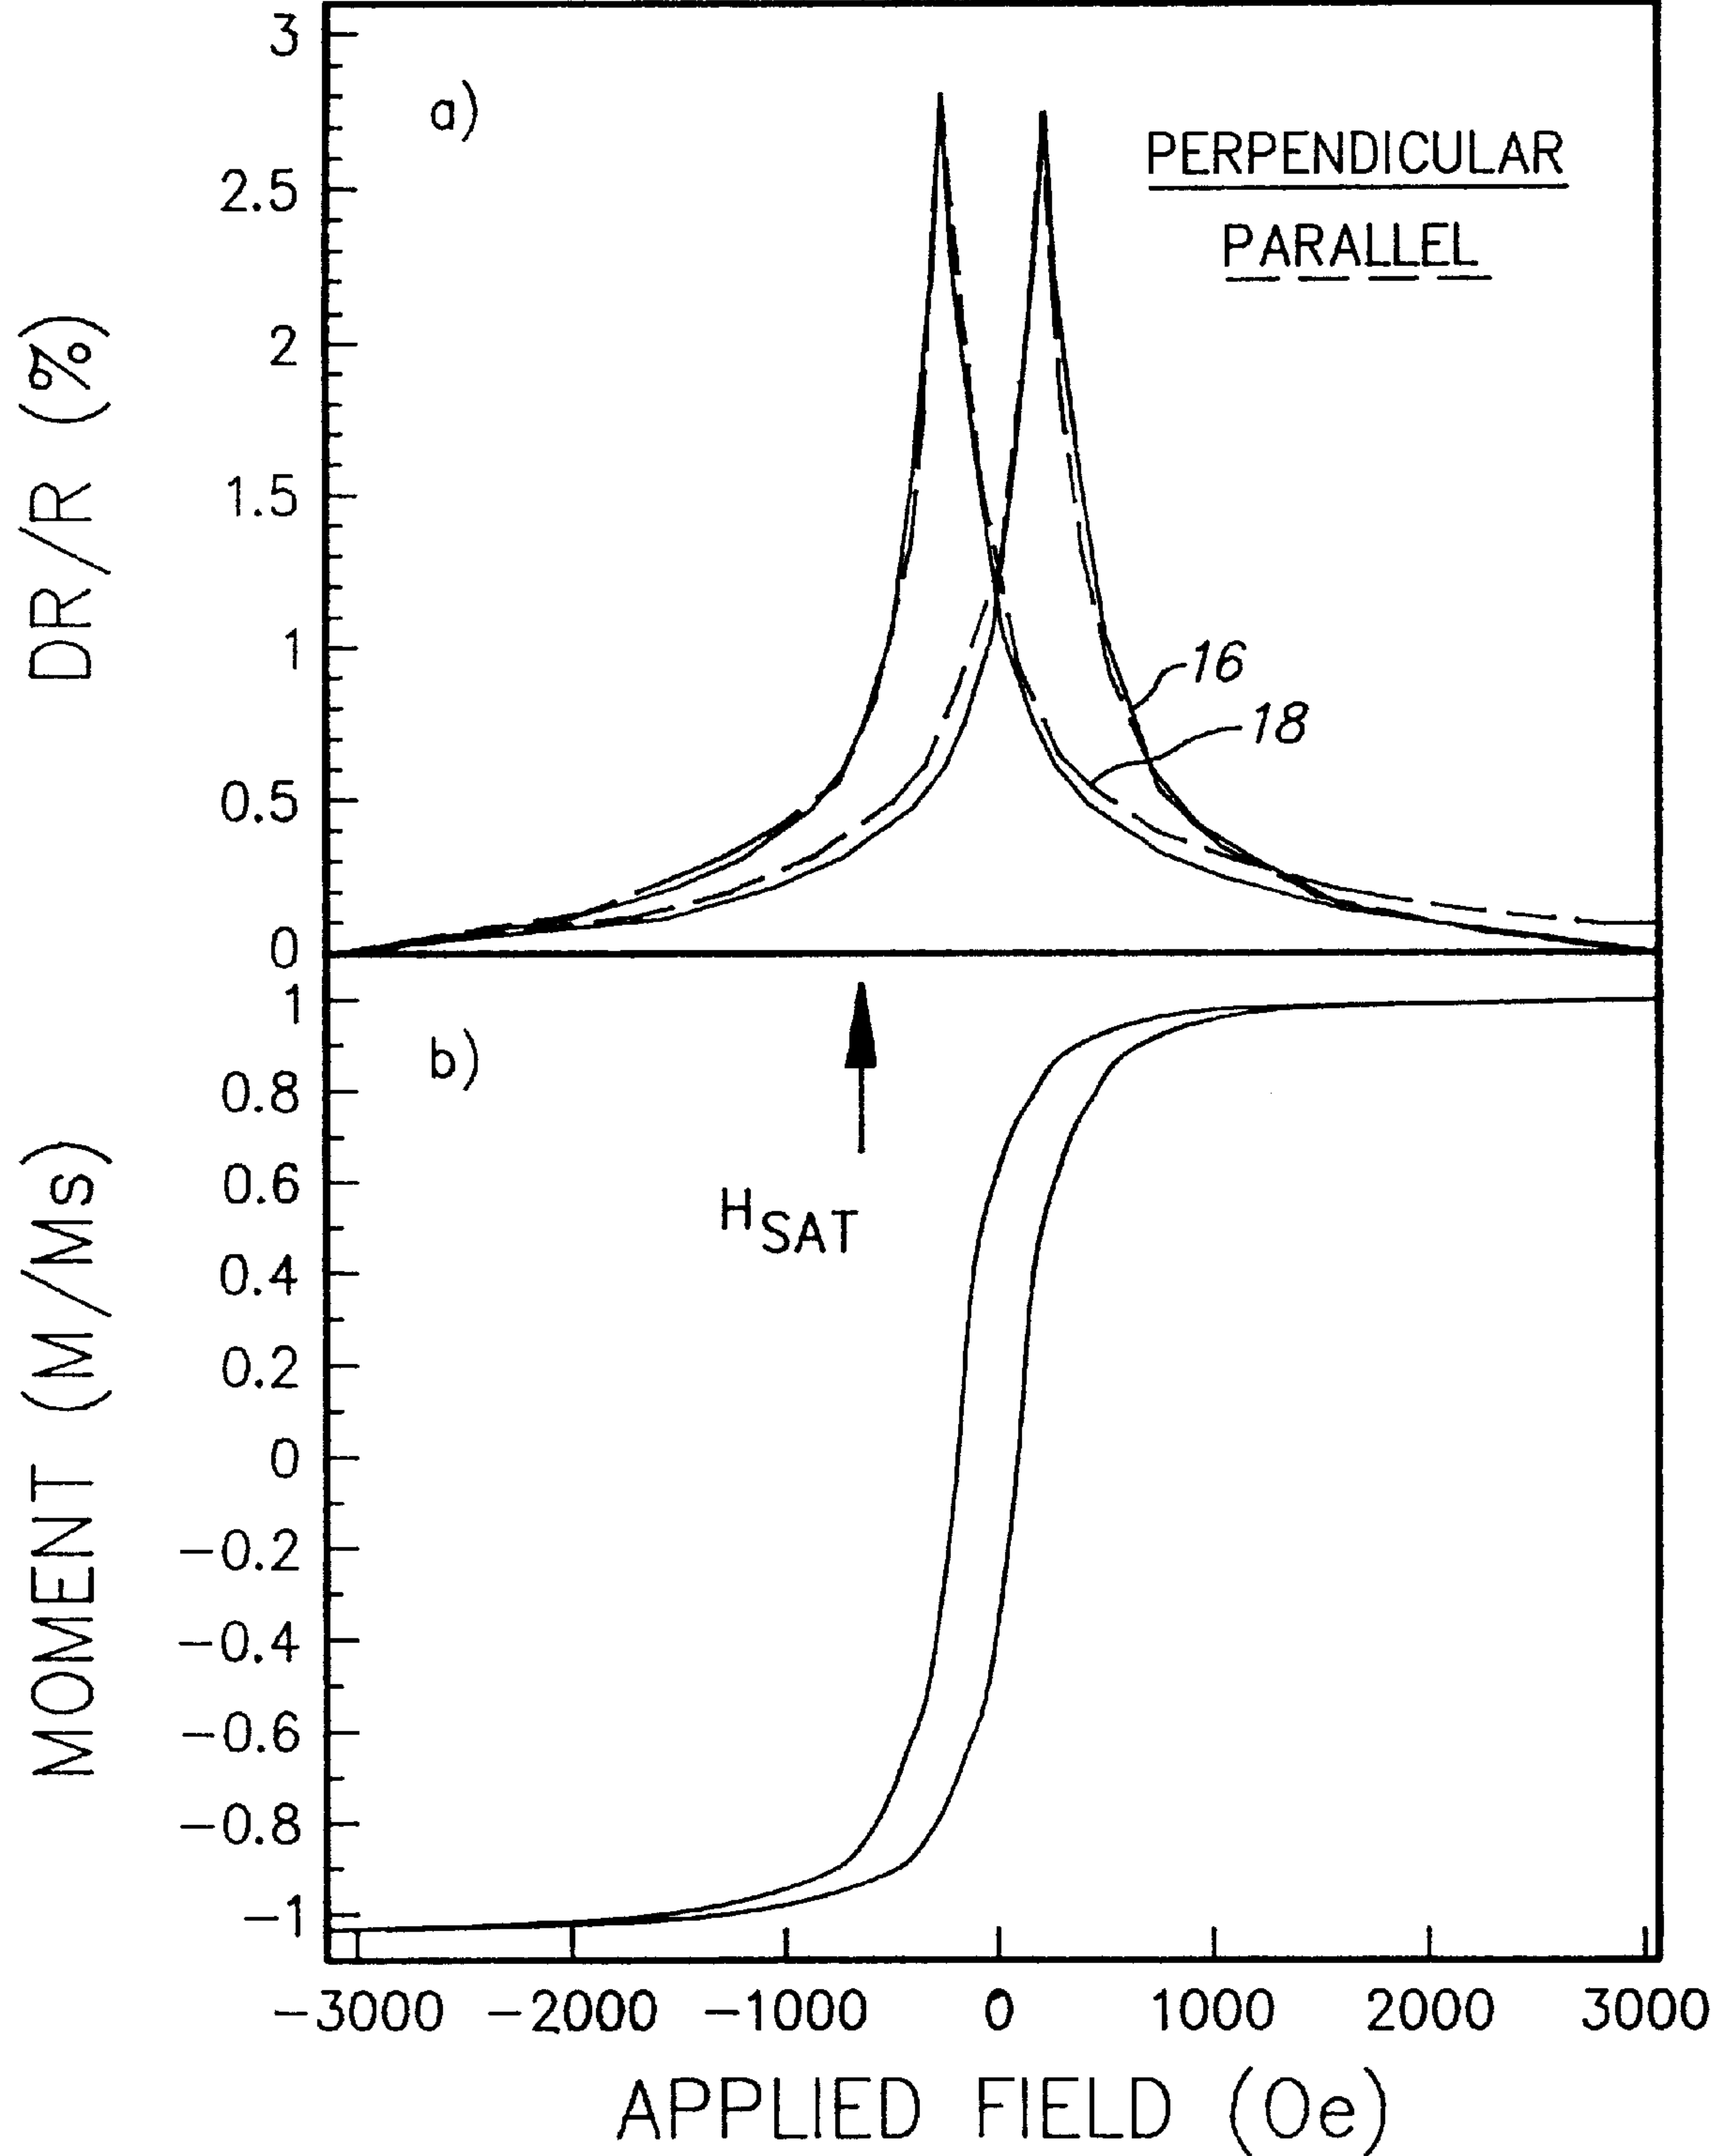 3
a)
PERPENDICULAR
2.5
PARALLEL
2
DR/R (%)
1.5
1
16
18
0.5
0
1
b)
0.8
0.6
HSAT
0.4
0.2
MOMENT (M/Ms)
0
−0.2
−0.4
−0.6
−0.8
−1
−3000 −2000 −1000 0 1000 2000 3000
APPLIED FIELD (Oe)